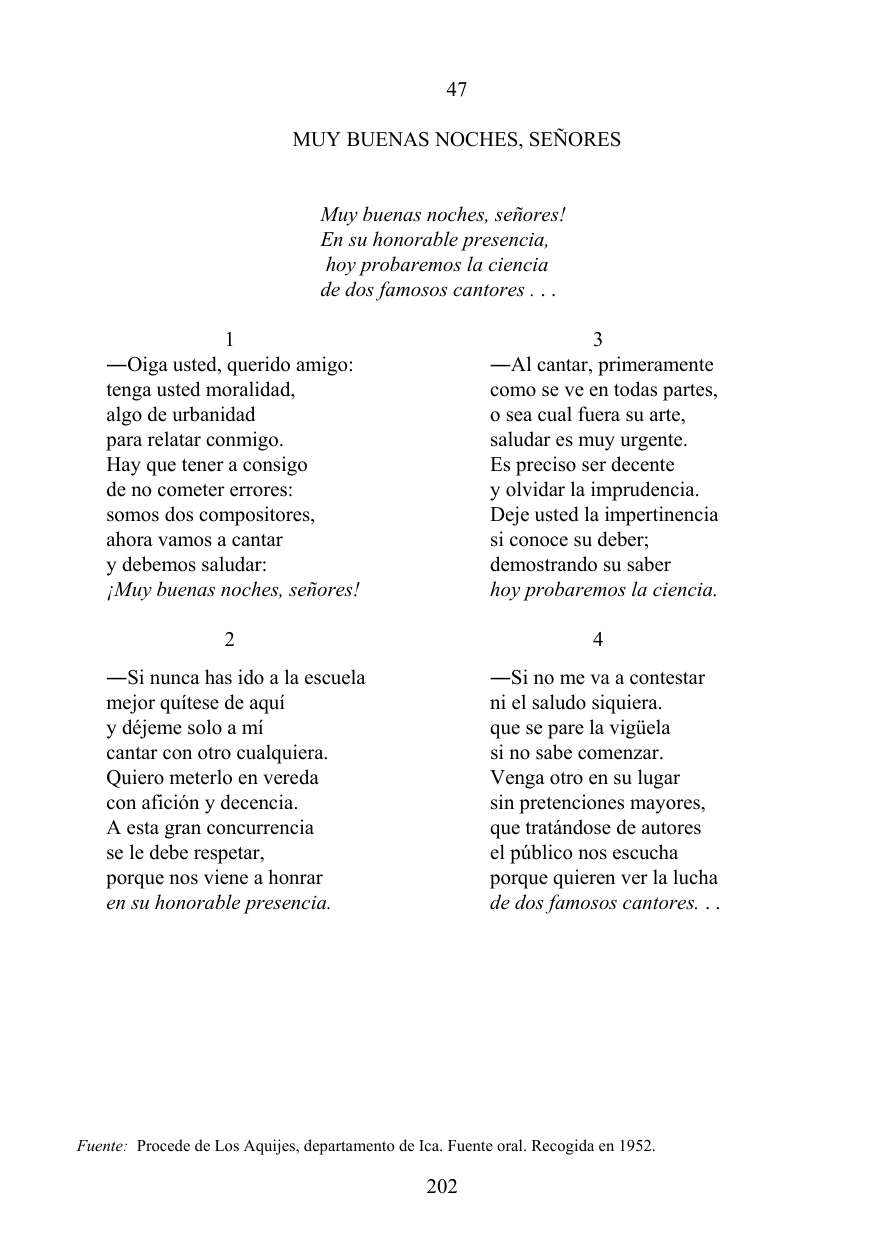 47
MUY BUENAS NOCHES, SEÑORES
Muy buenas noches, señores!
En su honorable presencia,
hoy probaremos la ciencia
de dos famosos cantores . . .
1
—Oiga usted, querido amigo:
tenga usted moralidad,
algo de urbanidad
para relatar conmigo.
Hay que tener a consigo
de no cometer errores:
somos dos compositores,
ahora vamos a cantar
y debemos saludar:
¡Muy buenas noches, señores!
2
—Si nunca has ido a la escuela
mejor quítese de aquí
y déjeme solo a mí
cantar con otro cualquiera.
Quiero meterlo en vereda
con afición y decencia.
A esta gran concurrencia
se le debe respetar,
porque nos viene a honrar
en su honorable presencia.
3
—Al cantar, primeramente
como se ve en todas partes,
o sea cual fuera su arte,
saludar es muy urgente.
Es preciso ser decente
y olvidar la imprudencia.
Deje usted la impertinencia
si conoce su deber;
demostrando su saber
hoy probaremos la ciencia.
4
—Si no me va a contestar
ni el saludo siquiera.
que se pare la vigüela
si no sabe comenzar.
Venga otro en su lugar
sin pretenciones mayores,
que tratándose de autores
el público nos escucha
porque quieren ver la lucha
de dos famosos cantores. . .
Fuente: Procede de Los Aquijes, departamento de Ica. Fuente oral. Recogida en 1952.
202